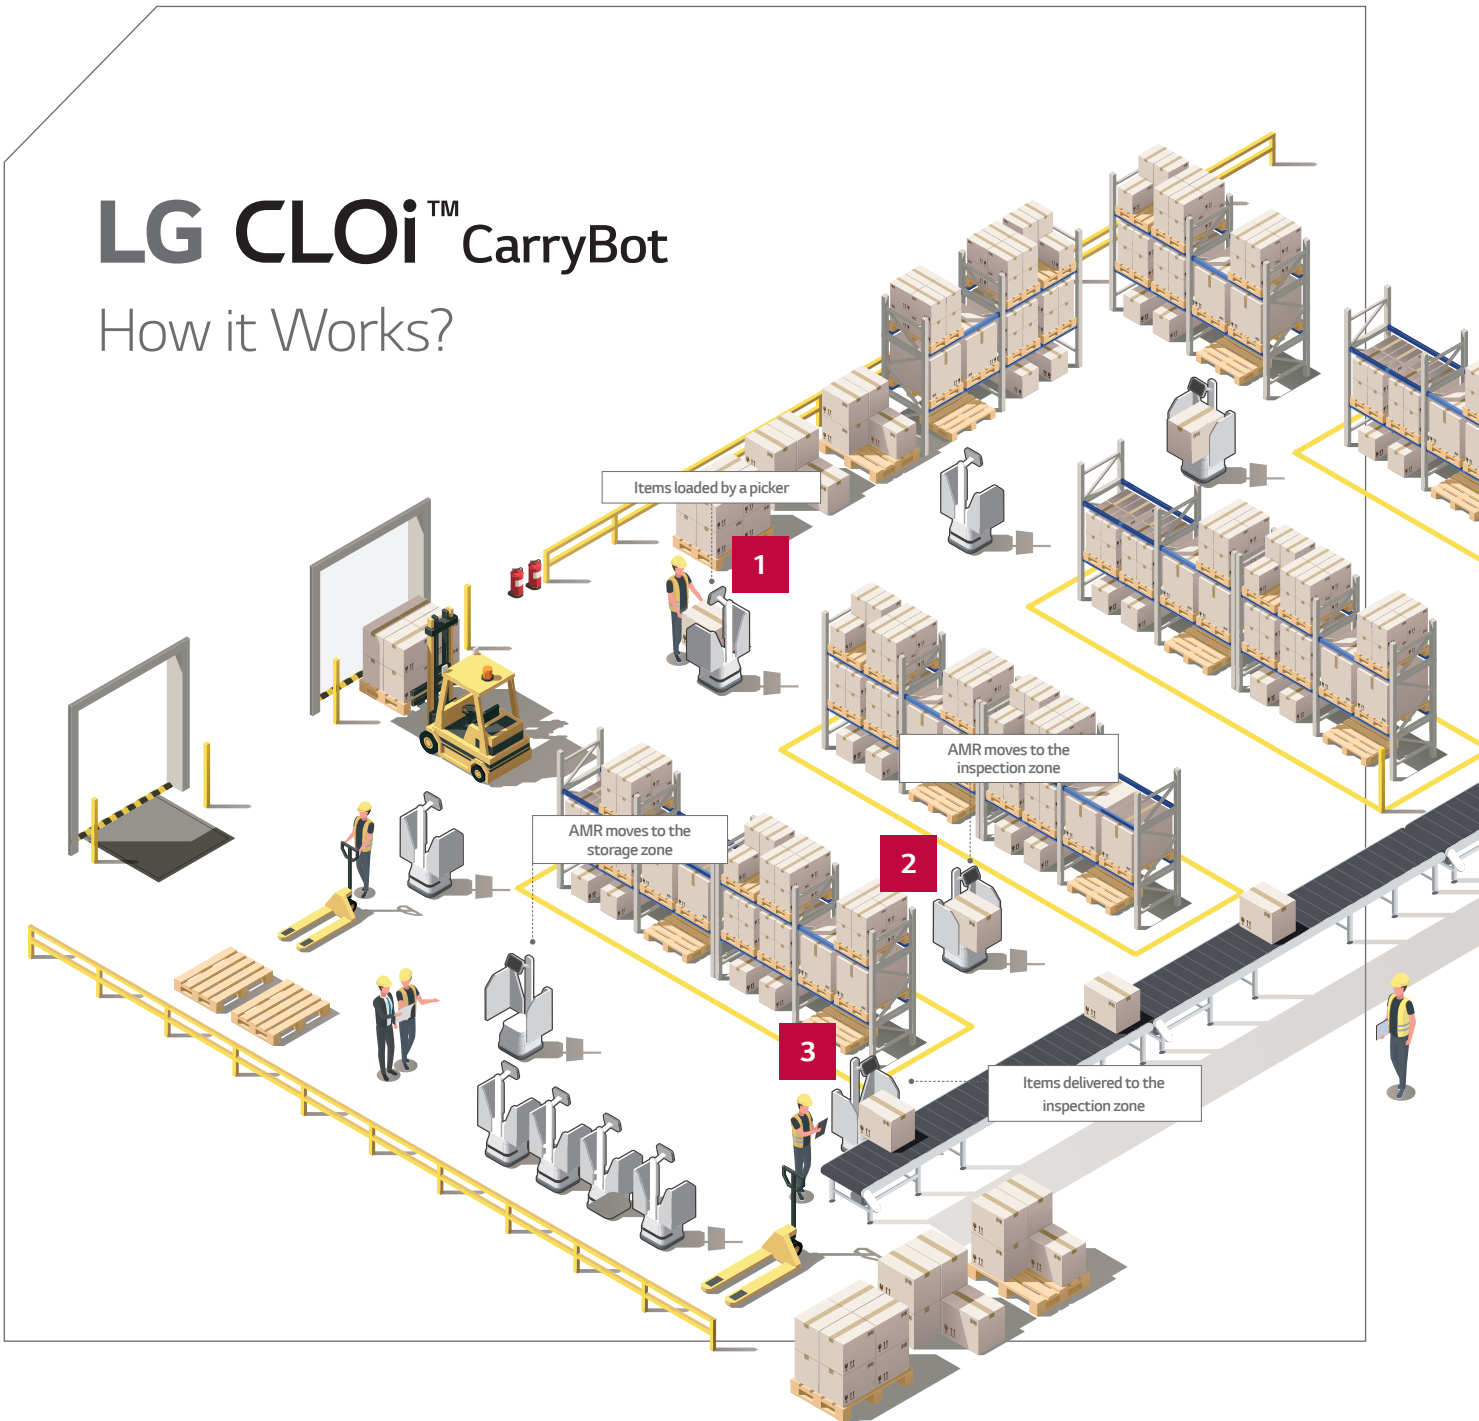 LG CLOi™ CarryBot
How it Works?
Items loaded by a picker
1
AMR moves to the
inspection zone
2
AMR moves to the
storage zone
3
Items delivered to the
inspection zone